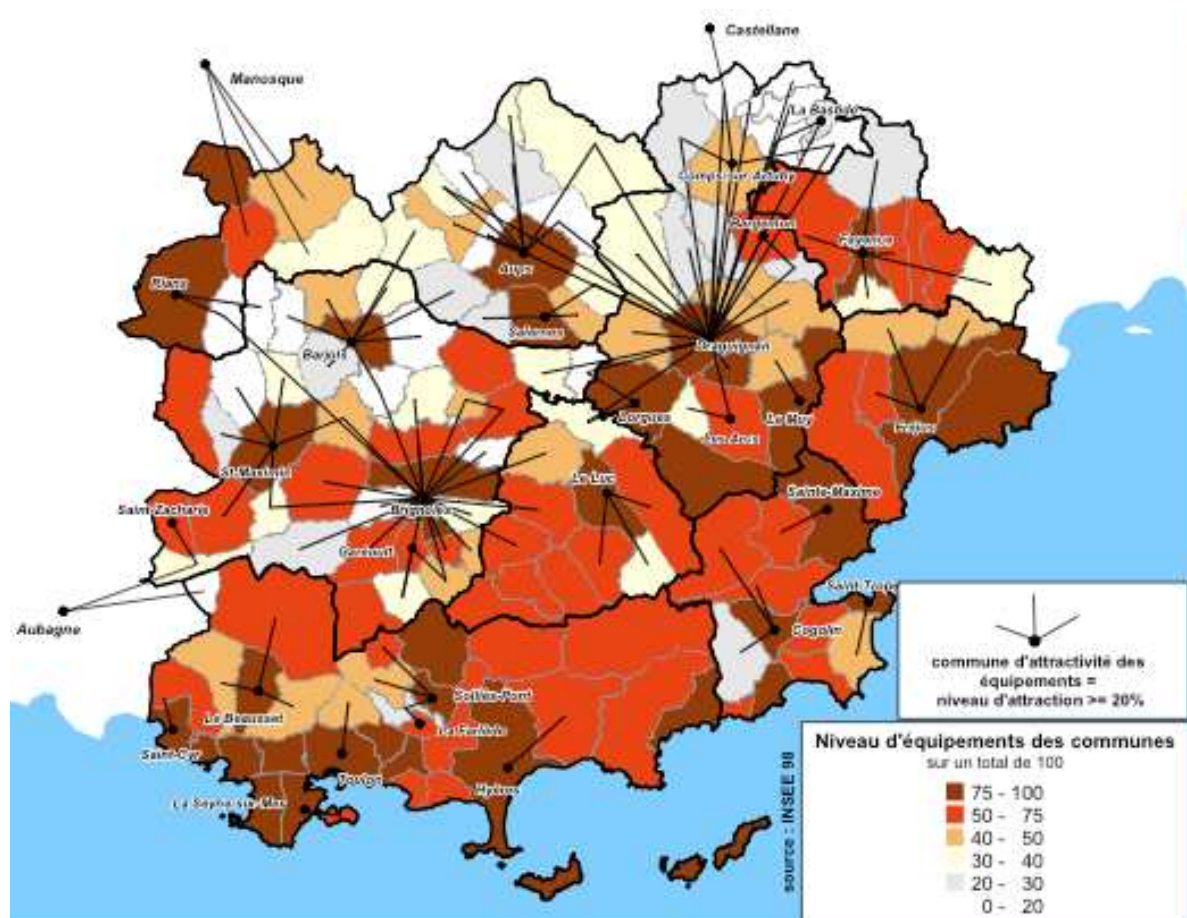 Castellane
Manosque
La Bastide
Comps-sur-Artuby
Bargemon
Fayence
Aups
Rians
Salernes
Barjols
Draguignan
Lorgues
Les Arcs
Le Muy
Fréjus
St-Maximin
Le Luc
Sainte-Maxime
Saint-Zacharie
Brignoles
Garéoult
Saint-Trope
Aubagne
Cogolin
Solliès-Pont
Le Beausset
La Farlède
Saint-Cyr
Toulon
La Seyne-sur-Mer
Hyères
commune d'attractivité des
équipements =
niveau d'attraction >= 20%
Niveau d'équipements des communes
sur un total de 100
75 - 100
50 - 75
40 - 50
30 - 40
20 - 30
0 - 20
source : INSEE 98